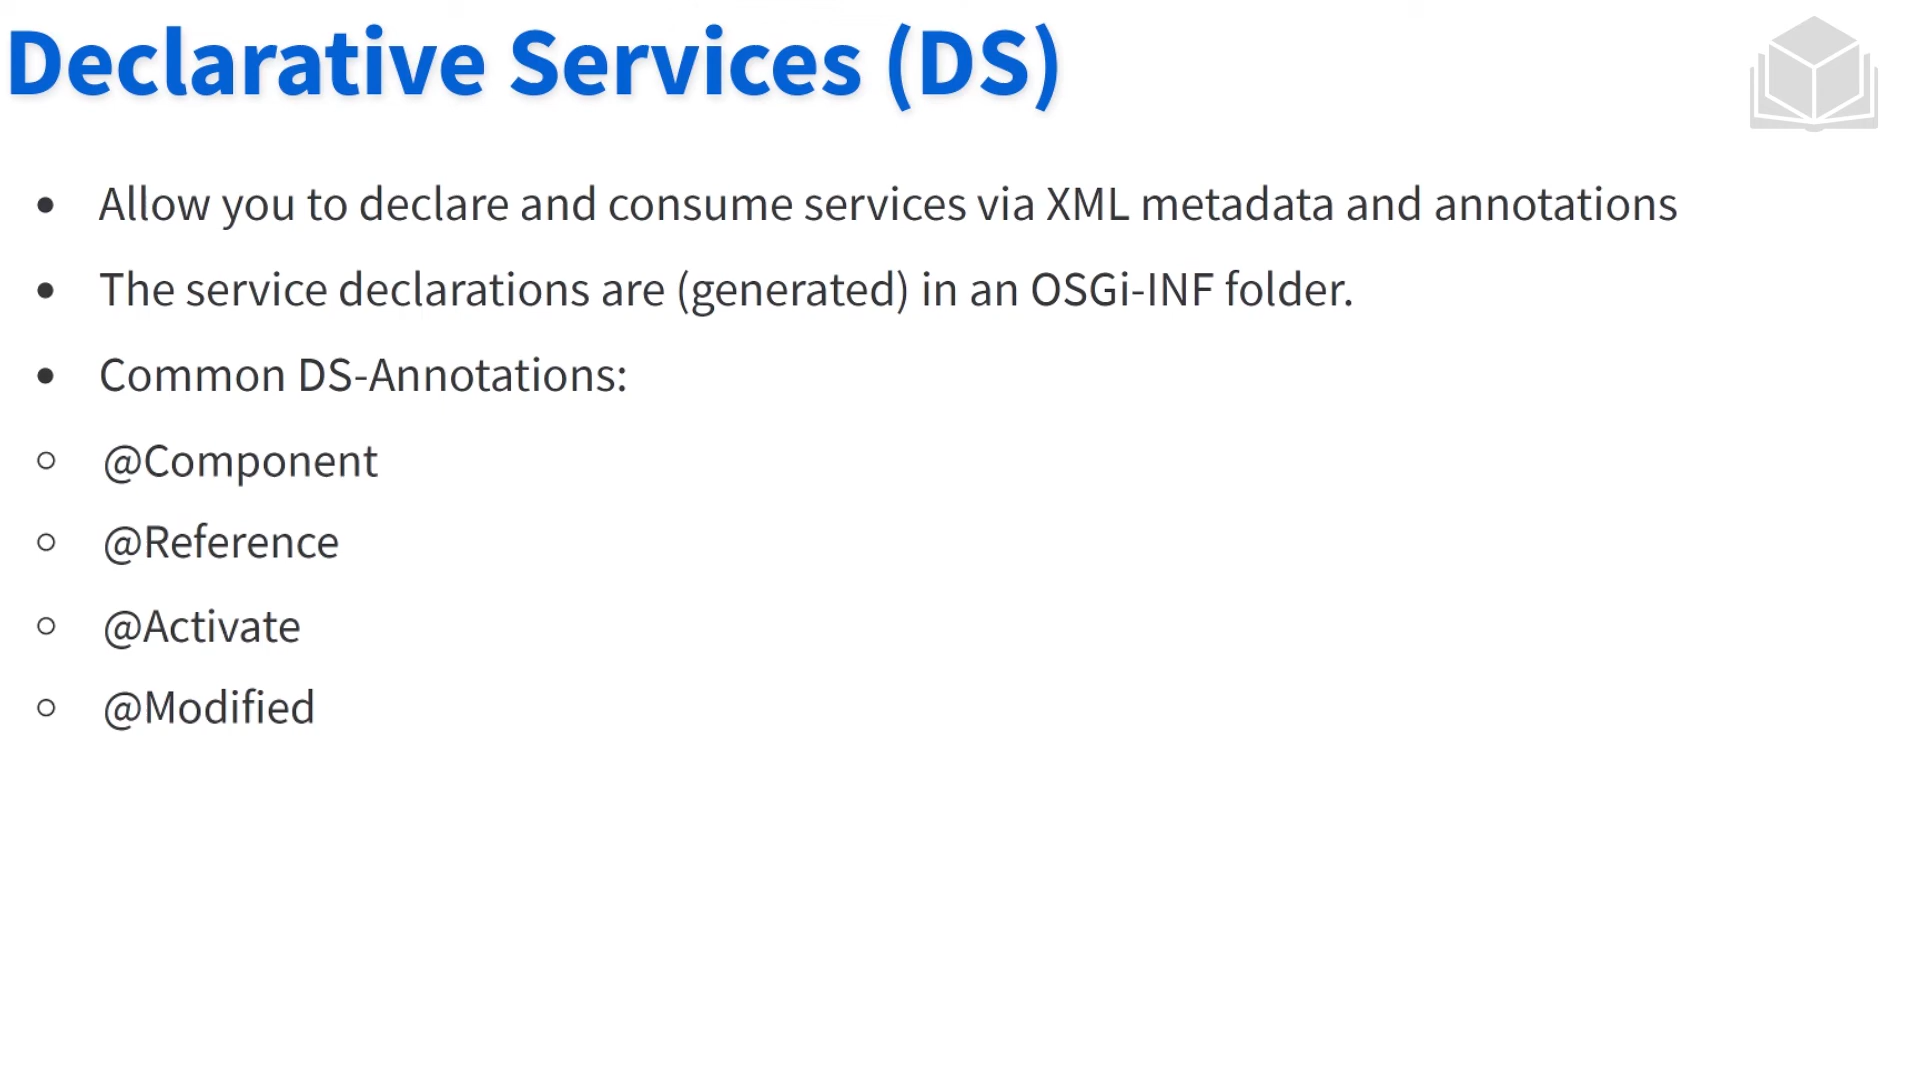 Declarative Services (DS)
• Allow you to declare and consume services via XML metadata and annotations
• The service declarations are (generated) in an OSGi-INF folder.
• Common DS-Annotations:
○ @Component
○ @Reference
○ @Activate
○ @Modified